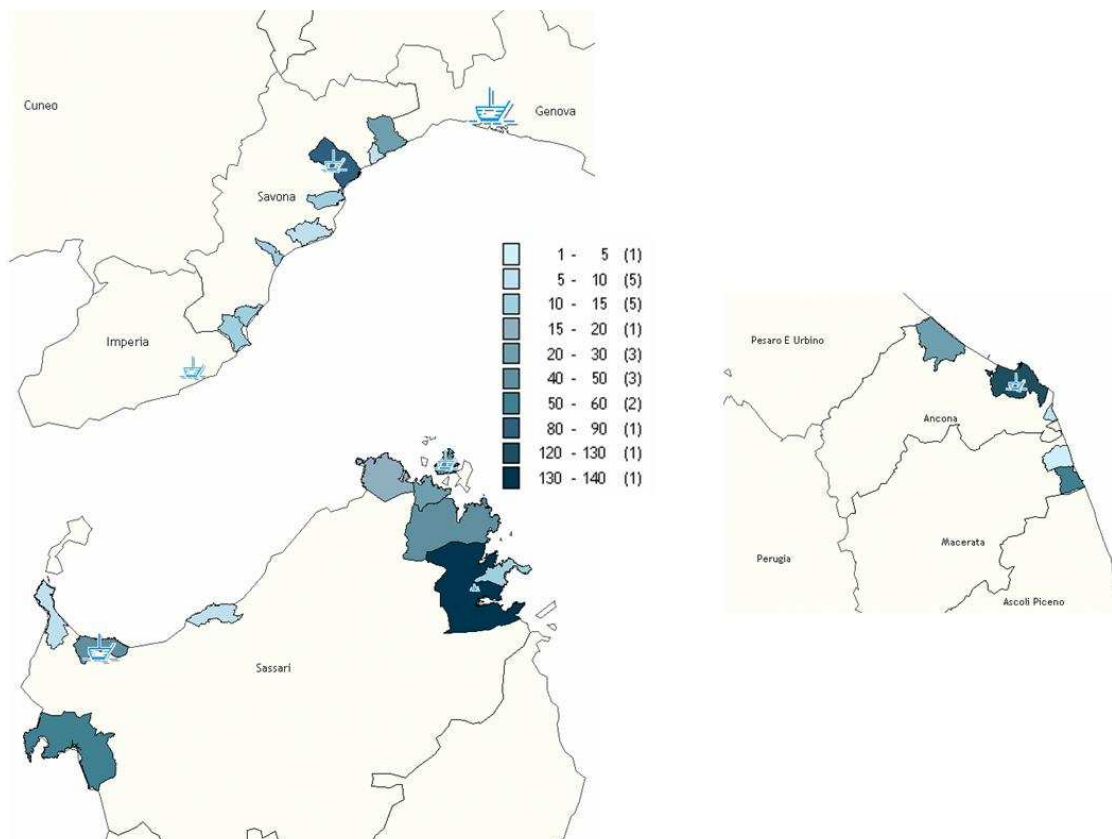 Cuneo
Genova
Savona
Imperia
1 - 5 (1)
5 - 10 (5)
10 - 15 (5)
15 - 20 (1)
20 - 30 (3)
40 - 50 (3)
50 - 60 (2)
80 - 90 (1)
120 - 130 (1)
130 - 140 (1)
Sassari
Pesaro E Urbino
Ancona
Macerata
Perugia
Ascoli Piceno